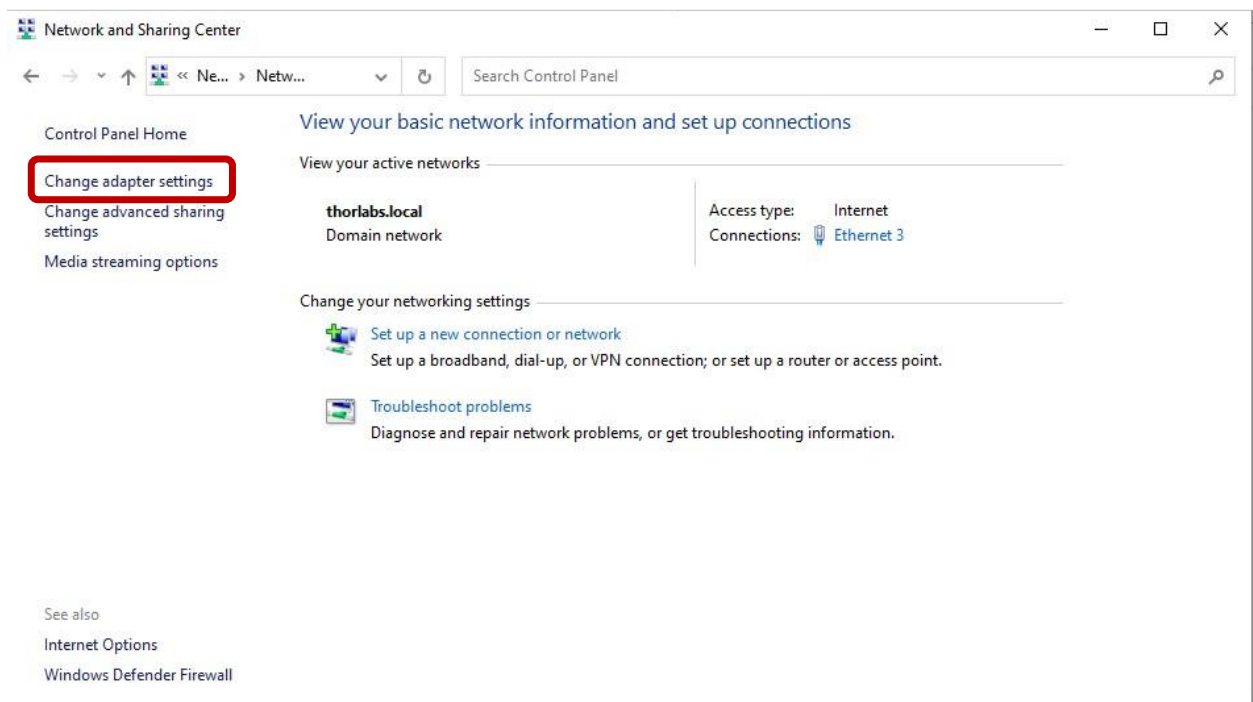 Network and Sharing Center
« Ne... › Netw...
Search Control Panel
Control Panel Home
Change adapter settings
Change advanced sharing
settings
Media streaming options
View your basic network information and set up connections
View your active networks
thorlabs.local
Domain network
Access type: Internet
Connections: Ethernet 3
Change your networking settings
Set up a new connection or network
Set up a broadband, dial-up, or VPN connection; or set up a router or access point.
Troubleshoot problems
Diagnose and repair network problems, or get troubleshooting information.
See also
Internet Options
Windows Defender Firewall